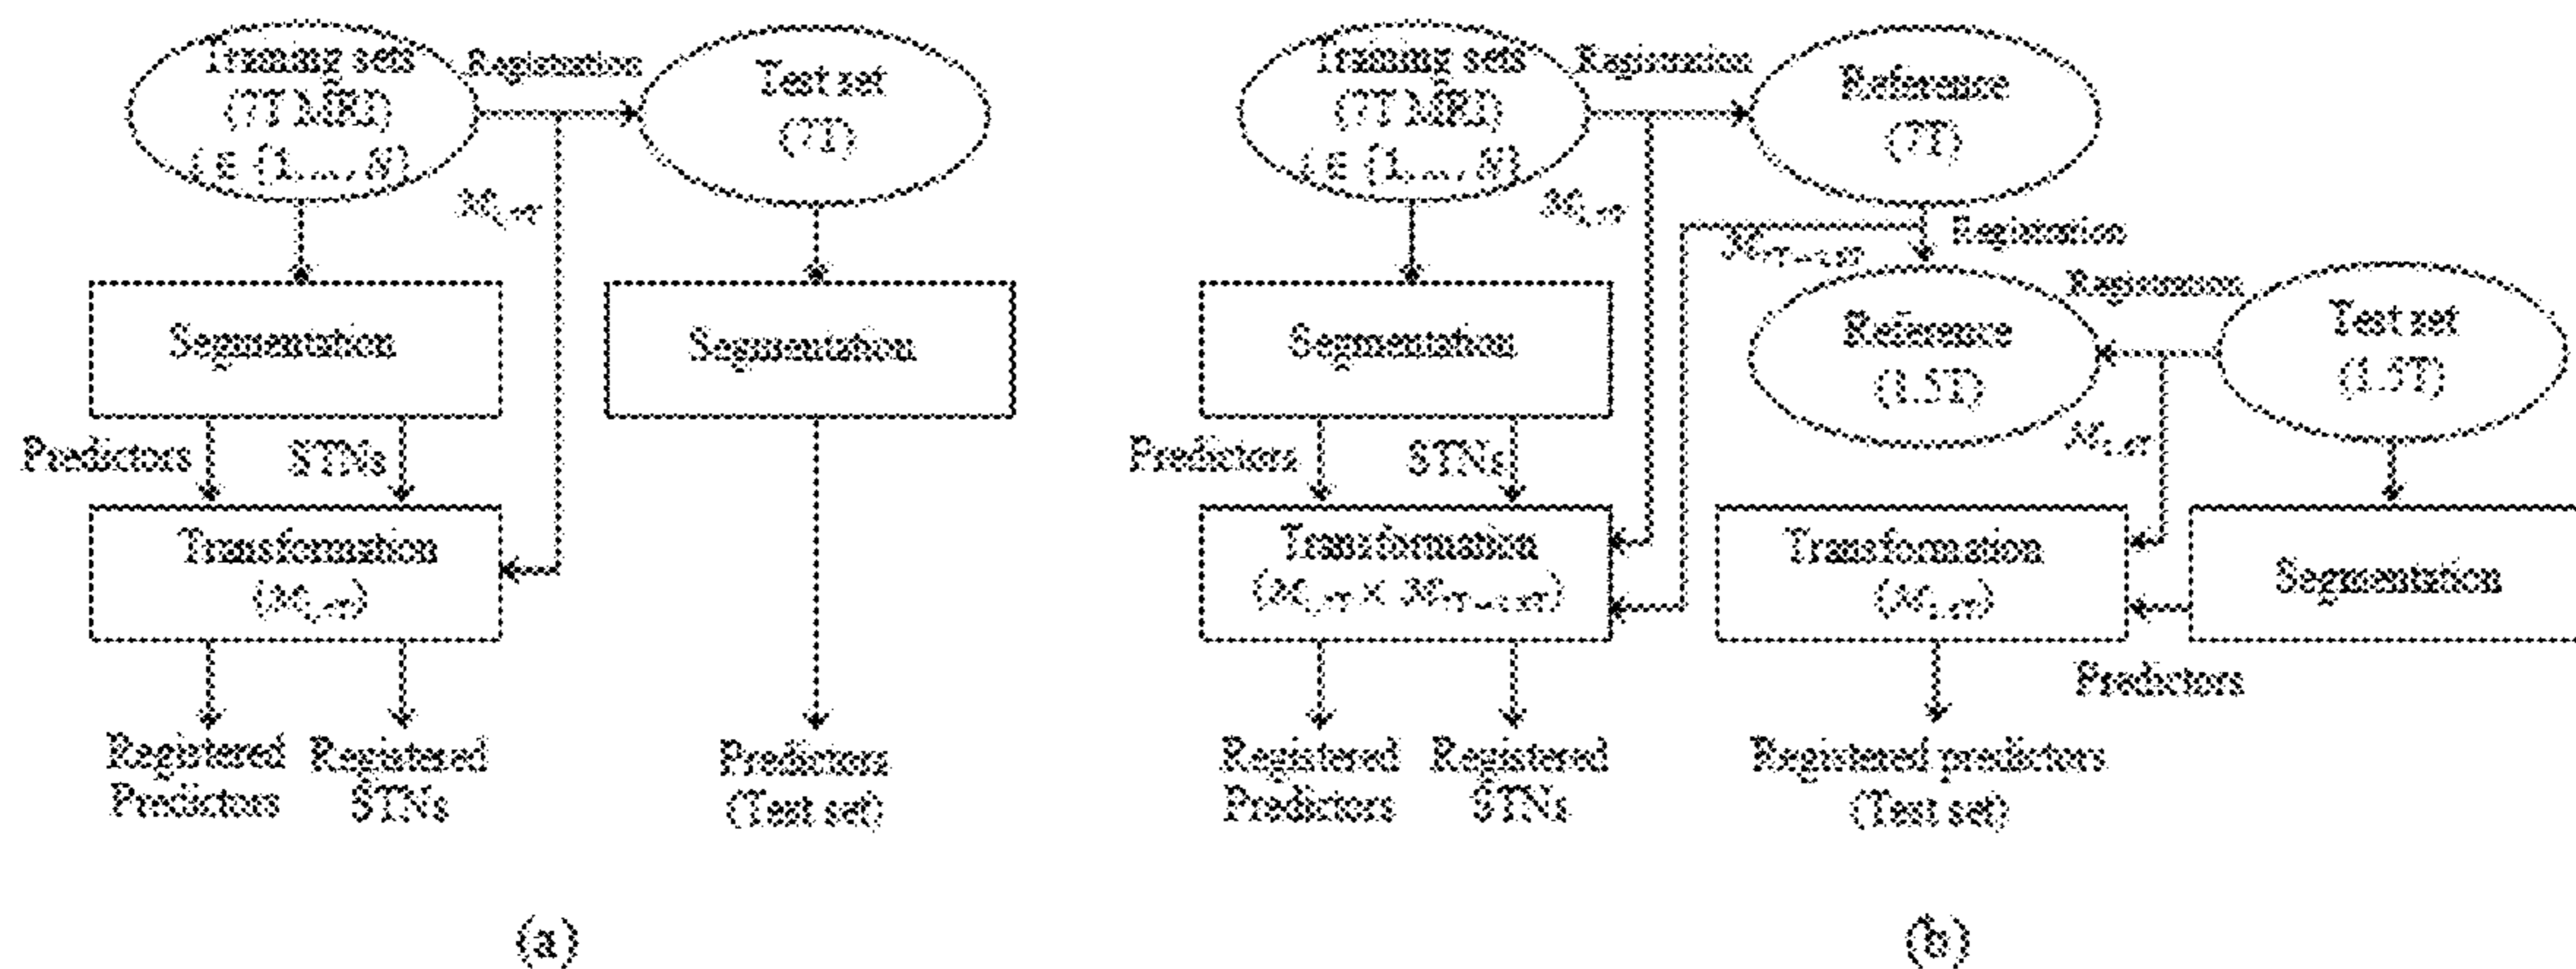 Training sets
(7T MRI)
i ∈ {1, ..., N}
Registration
Test set
(7T)
Segmentation
Segmentation
Predictors
STNs
Transformation
Registered
Predictors
Registered
STNs
Predictors
(Test set)
(a)
Training sets
(7T MRI)
i ∈ {1, ..., N}
Registration
Reference
(7T)
Registration
Segmentation
Reference
(1.5T)
Registration
Test set
(1.5T)
Predictors
STNs
Transformation
Transformation
Segmentation
Predictors
Registered
Predictors
Registered
STNs
Registered predictors
(Test set)
(b)